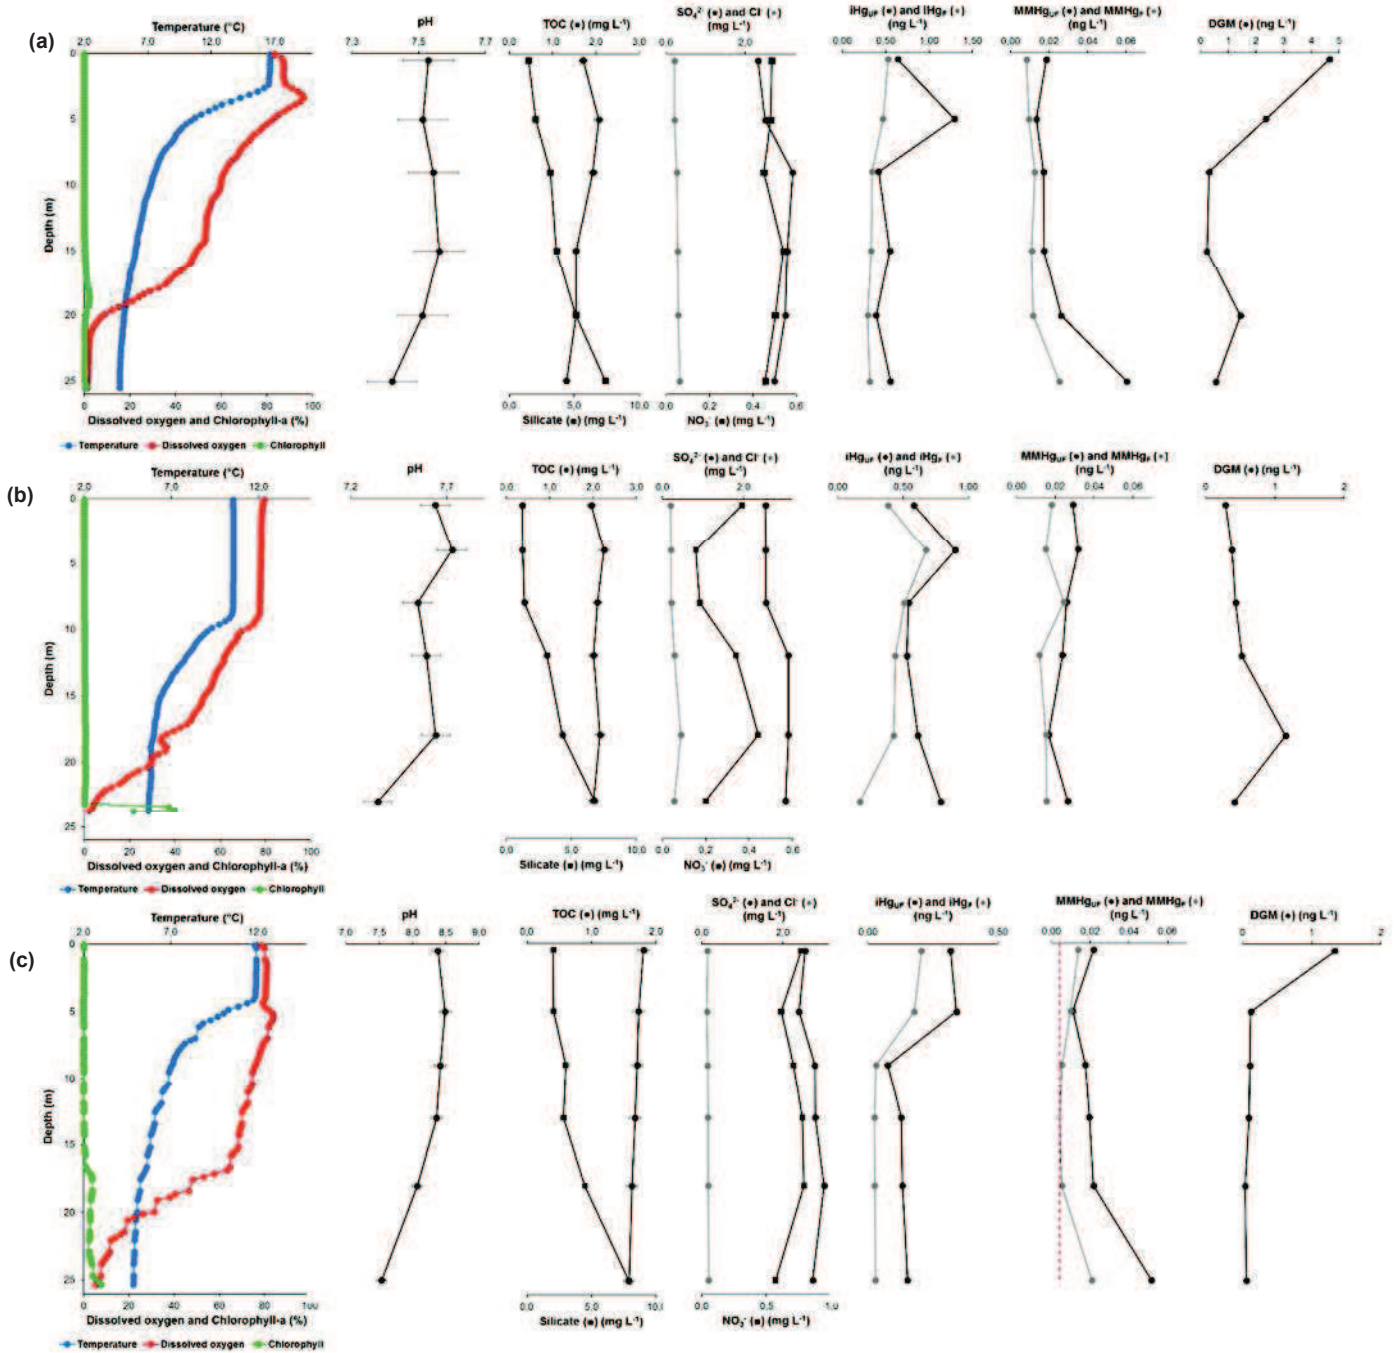 (a)
Temperature (°C)
2.0 7.0 12.0 17.0
pH
7.3 7.5 7.7
TOC (●) (mg L⁻¹)
0.0 1.0 2.0 3.0
SO₄²⁻ (●) and Cl⁻ (●)
(mg L⁻¹)
0.0 2.0
iHgUF (●) and iHgF (●)
(ng L⁻¹)
0.00 0.50 1.00 1.50
MMHgUF (●) and MMHgF (●)
(ng L⁻¹)
0.00 0.02 0.04 0.06
DGM (●) (ng L⁻¹)
0 1 2 3 4 5
Depth (m)
0
5
10
15
20
25
0 20 40 60 80 100
Dissolved oxygen and Chlorophyll-a (%)
Temperature Dissolved oxygen Chlorophyll
0.0 5.0 10.0
Silicate (■) (mg L⁻¹)
0.0 0.2 0.4 0.6
NO₃⁻ (■) (mg L⁻¹)
(b)
Temperature (°C)
2.0 7.0 12.0
pH
7.2 7.7
TOC (●) (mg L⁻¹)
0.0 1.0 2.0 3.0
SO₄²⁻ (●) and Cl⁻ (●)
(mg L⁻¹)
0.0 2.0
iHgUF (●) and iHgF (●)
(ng L⁻¹)
0.00 0.50 1.00
MMHgUF (●) and MMHgF (●)
(ng L⁻¹)
0.00 0.02 0.04 0.06
DGM (●) (ng L⁻¹)
0 1 2
Depth (m)
0
5
10
15
20
25
0 20 40 60 80 100
Dissolved oxygen and Chlorophyll-a (%)
Temperature Dissolved oxygen Chlorophyll
0.0 5.0 10.0
Silicate (■) (mg L⁻¹)
0.0 0.2 0.4 0.6
NO₃⁻ (■) (mg L⁻¹)
(c)
Temperature (°C)
2.0 7.0 12.0
pH
7.0 7.5 8.0 8.5 9.0
TOC (●) (mg L⁻¹)
0.0 1.0 2.0
SO₄²⁻ (●) and Cl⁻ (●)
(mg L⁻¹)
0.0 2.0
iHgUF (●) and iHgF (●)
(ng L⁻¹)
0.00 0.50
MMHgUF (●) and MMHgF (●)
(ng L⁻¹)
0.00 0.02 0.04 0.06
DGM (●) (ng L⁻¹)
0 1 2
Depth (m)
0
5
10
15
20
25
0 20 40 60 80 100
Dissolved oxygen and Chlorophyll-a (%)
Temperature Dissolved oxygen Chlorophyll
0.0 5.0 10.0
Silicate (■) (mg L⁻¹)
0.0 0.5 1.0
NO₃⁻ (■) (mg L⁻¹)